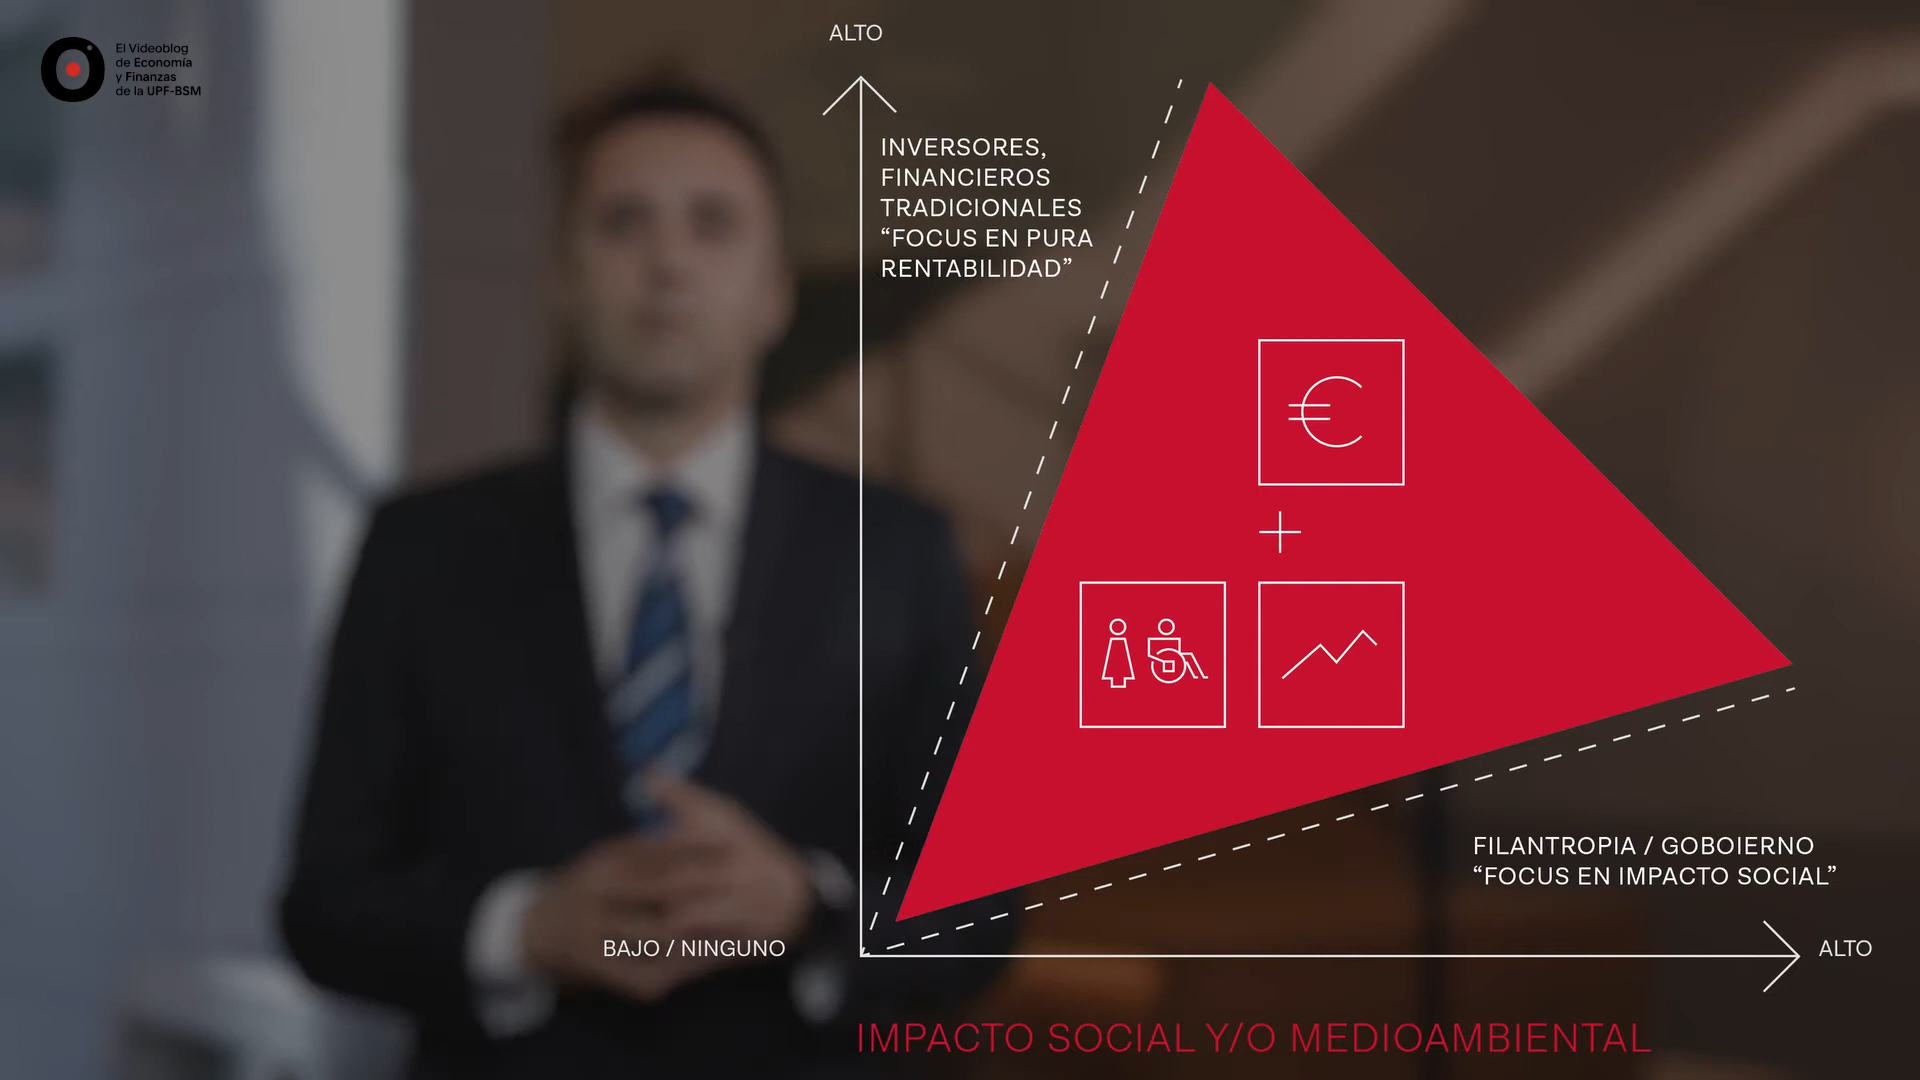 El Videoblog
de Economía
y Finanzas
de la UPF-BSM
ALTO
INVERSORES,
FINANCIEROS
TRADICIONALES
“FOCUS EN PURA
RENTABILIDAD”
€
+
FILANTROPIA / GOBOIERNO
“FOCUS EN IMPACTO SOCIAL”
BAJO / NINGUNO
ALTO
IMPACTO SOCIAL Y/O MEDIOAMBIENTAL